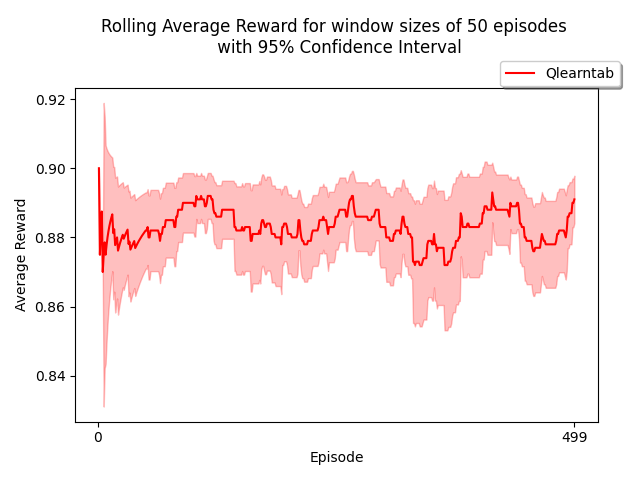 Rolling Average Reward for window sizes of 50 episodes
with 95% Confidence Interval
Qlearntab
0.92
0.90
0.88
0.86
0.84
Average Reward
0
499
Episode